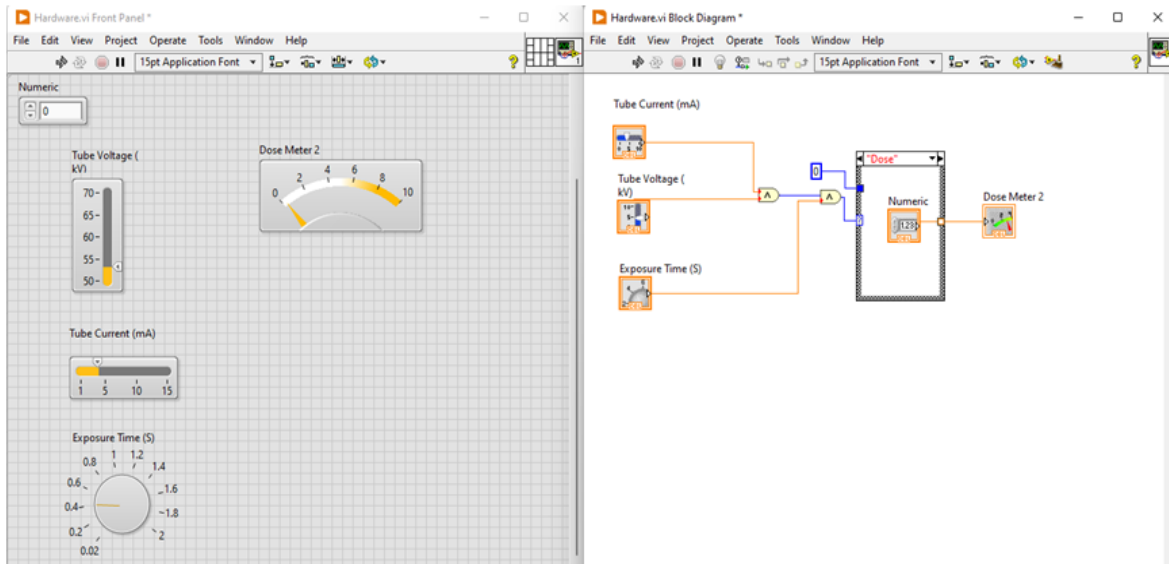 Hardware.vi Front Panel *
File Edit View Project Operate Tools Window Help
15pt Application Font
Numeric
0
Tube Voltage (
kV)
70
65
60
55
50
Dose Meter 2
0 2 4 6 8 10
Tube Current (mA)
1 5 10 15
Exposure Time (S)
0.02 0.2 0.4 0.6 0.8 1 1.2 1.4 1.6 1.8 2
Hardware.vi Block Diagram *
File Edit View Project Operate Tools Window Help
15pt Application Font
Tube Current (mA)
Tube Voltage (
kV)
Exposure Time (S)
0
"Dose"
Numeric
1.23
Dose Meter 2